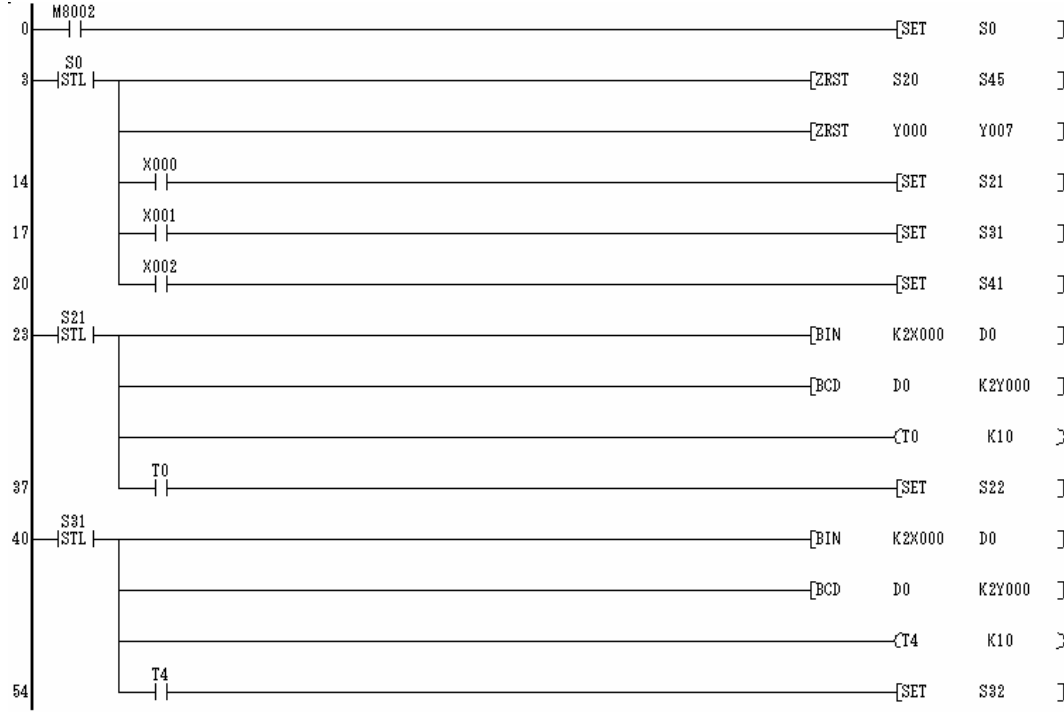 M8002
0 [SET S0 ]
S0
3 STL [ZRST S20 S45 ]
[ZRST Y000 Y007 ]
X000
14 [SET S21 ]
X001
17 [SET S31 ]
X002
20 [SET S41 ]
S21
23 STL [BIN K2X000 D0 ]
[BCD D0 K2Y000 ]
(T0 K10 )
T0
37 [SET S22 ]
S31
40 STL [BIN K2X000 D0 ]
[BCD D0 K2Y000 ]
(T4 K10 )
T4
54 [SET S32 ]